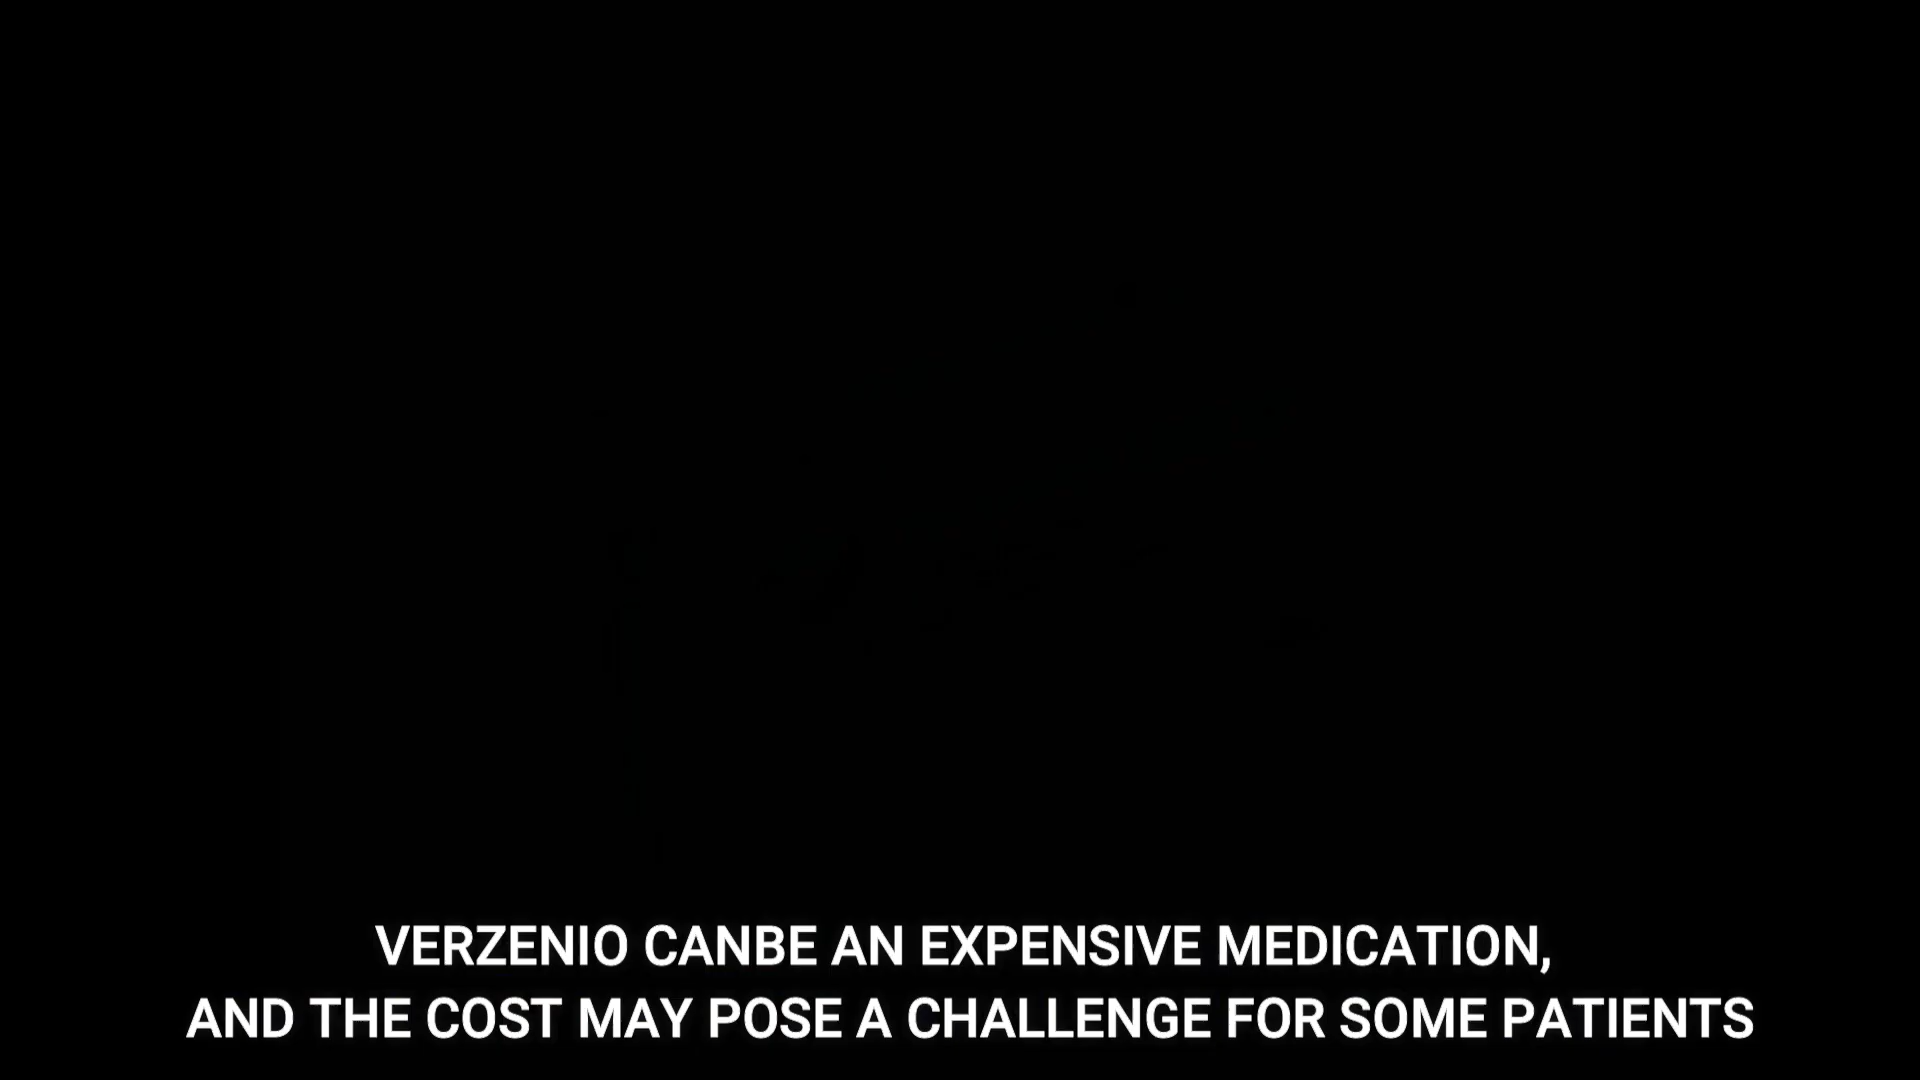 VERZENIO CANBE AN EXPENSIVE MEDICATION,
AND THE COST MAY POSE A CHALLENGE FOR SOME PATIENTS